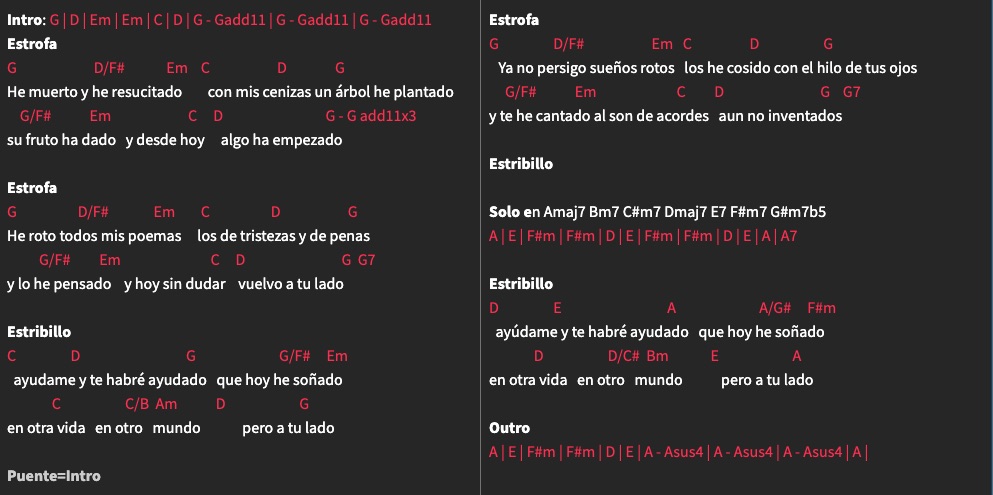 Intro: G | D | Em | Em | C | D | G - Gadd11 | G - Gadd11 | G - Gadd11
Estrofa
G D/F# Em C D G
He muerto y he resucitado con mis cenizas un árbol he plantado
G/F# Em C D G - G add11x3
su fruto ha dado y desde hoy algo ha empezado
Estrofa
G D/F# Em C D G
He roto todos mis poemas los de tristezas y de penas
G/F# Em C D G G7
y lo he pensado y hoy sin dudar vuelvo a tu lado
Estribillo
C D G G/F# Em
ayudame y te habré ayudado que hoy he soñado
C C/B Am D G
en otra vida en otro mundo pero a tu lado
Puente=Intro
Estrofa
G D/F# Em C D G
Ya no persigo sueños rotos los he cosido con el hilo de tus ojos
G/F# Em C D G G7
y te he cantado al son de acordes aun no inventados
Estribillo
Solo en Amaj7 Bm7 C#m7 Dmaj7 E7 F#m7 G#m7b5
A | E | F#m | F#m | D | E | F#m | F#m | D | E | A | A7
Estribillo
D E A A/G# F#m
ayúdame y te habré ayudado que hoy he soñado
D D/C# Bm E A
en otra vida en otro mundo pero a tu lado
Outro
A | E | F#m | F#m | D | E | A - Asus4 | A - Asus4 | A - Asus4 | A |